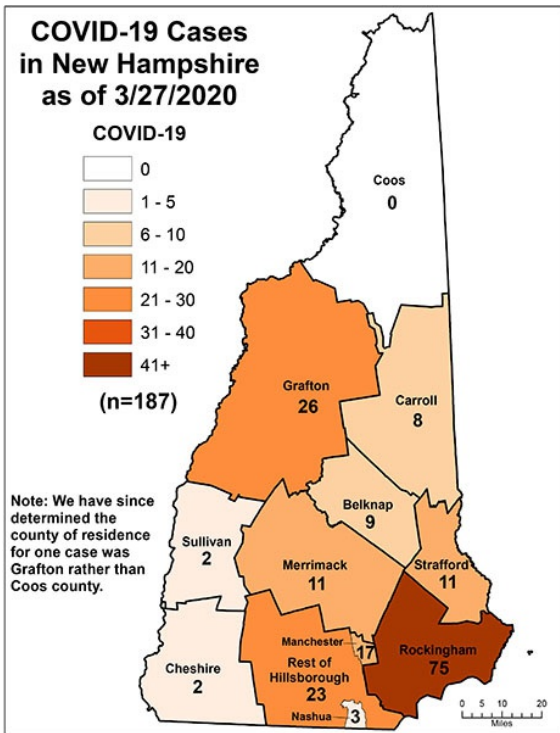 COVID-19 Cases
in New Hampshire
as of 3/27/2020
COVID-19
0
1 - 5
6 - 10
11 - 20
21 - 30
31 - 40
41+
(n=187)
Note: We have since
determined the
county of residence
for one case was
Grafton rather than
Coos county.
Coos
0
Grafton
26
Carroll
8
Belknap
9
Sullivan
2
Merrimack
11
Strafford
11
Manchester
17
Rockingham
75
Cheshire
2
Rest of
Hillsborough
23
Nashua
3
0 5 10 20
Miles